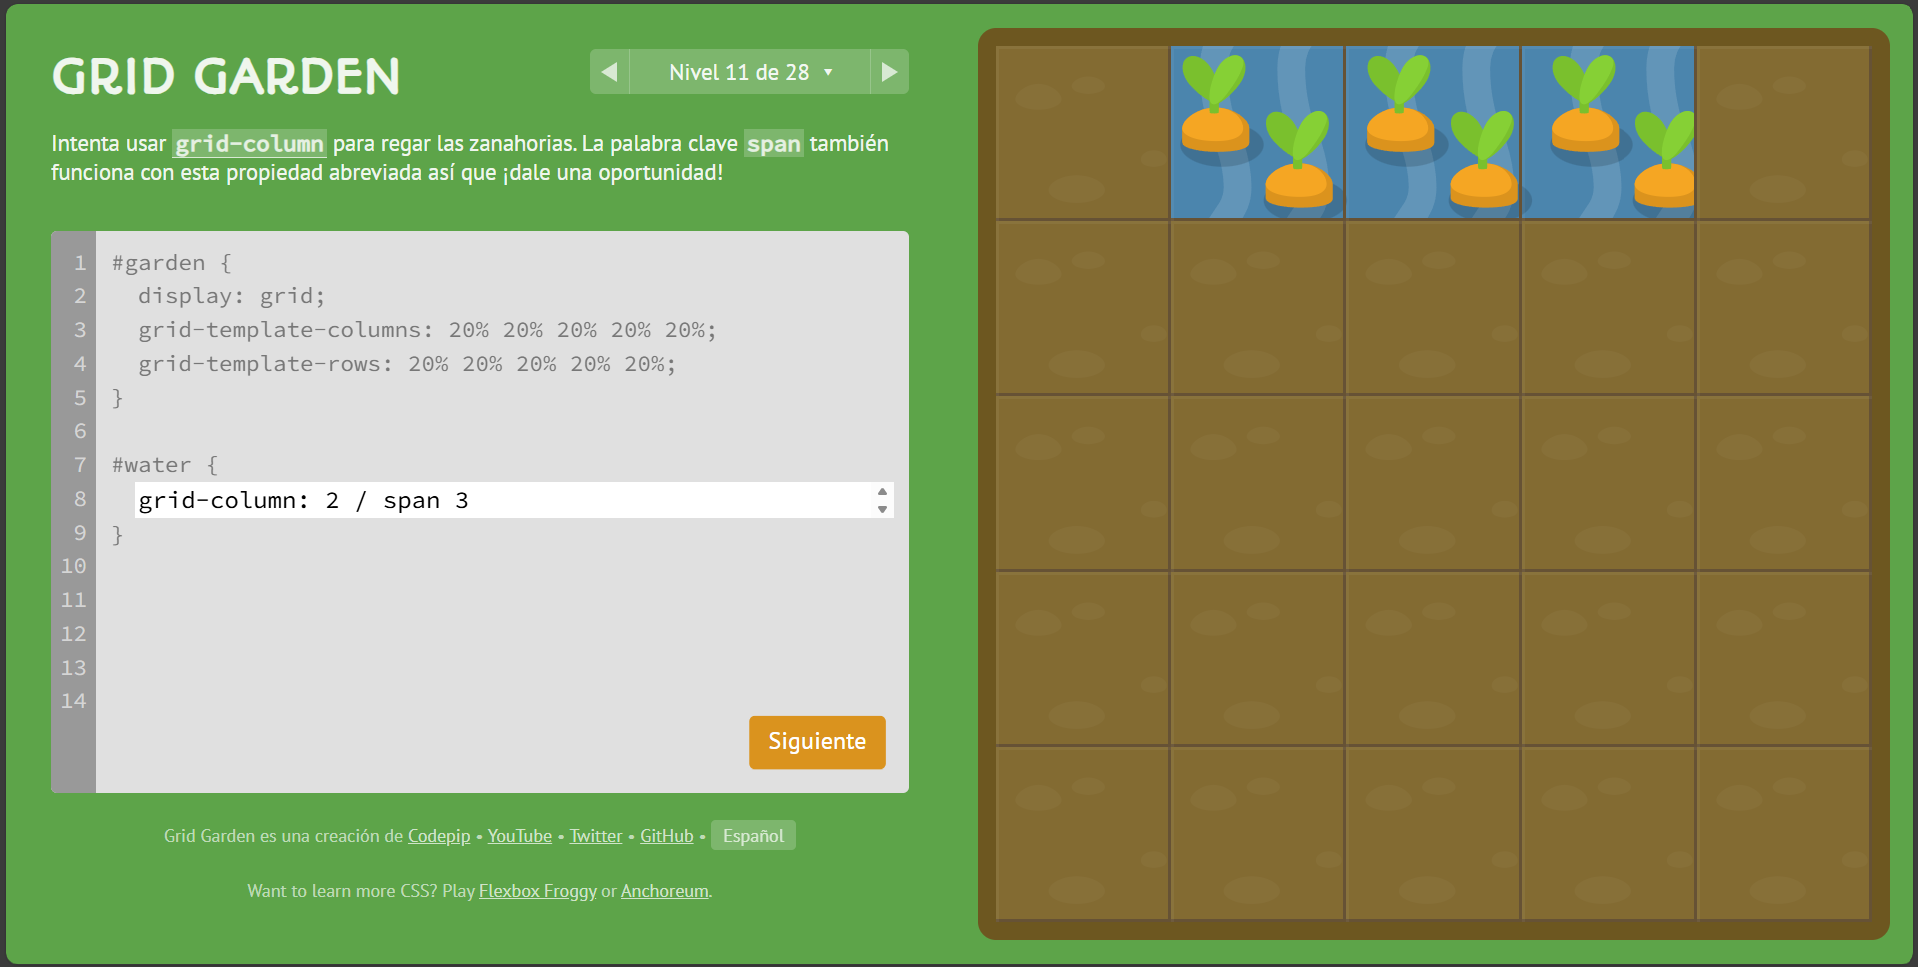 GRID GARDEN
◀ Nivel 11 de 28 ▼ ▶
Intenta usar grid-column para regar las zanahorias. La palabra clave span también
funciona con esta propiedad abreviada así que ¡dale una oportunidad!
1 #garden {
2 display: grid;
3 grid-template-columns: 20% 20% 20% 20% 20%;
4 grid-template-rows: 20% 20% 20% 20% 20%;
5 }
6
7 #water {
8 grid-column: 2 / span 3
9 }
10
11
12
13
14
Siguiente
Grid Garden es una creación de Codepip • YouTube • Twitter • GitHub • Español
Want to learn more CSS? Play Flexbox Froggy or Anchoreum.